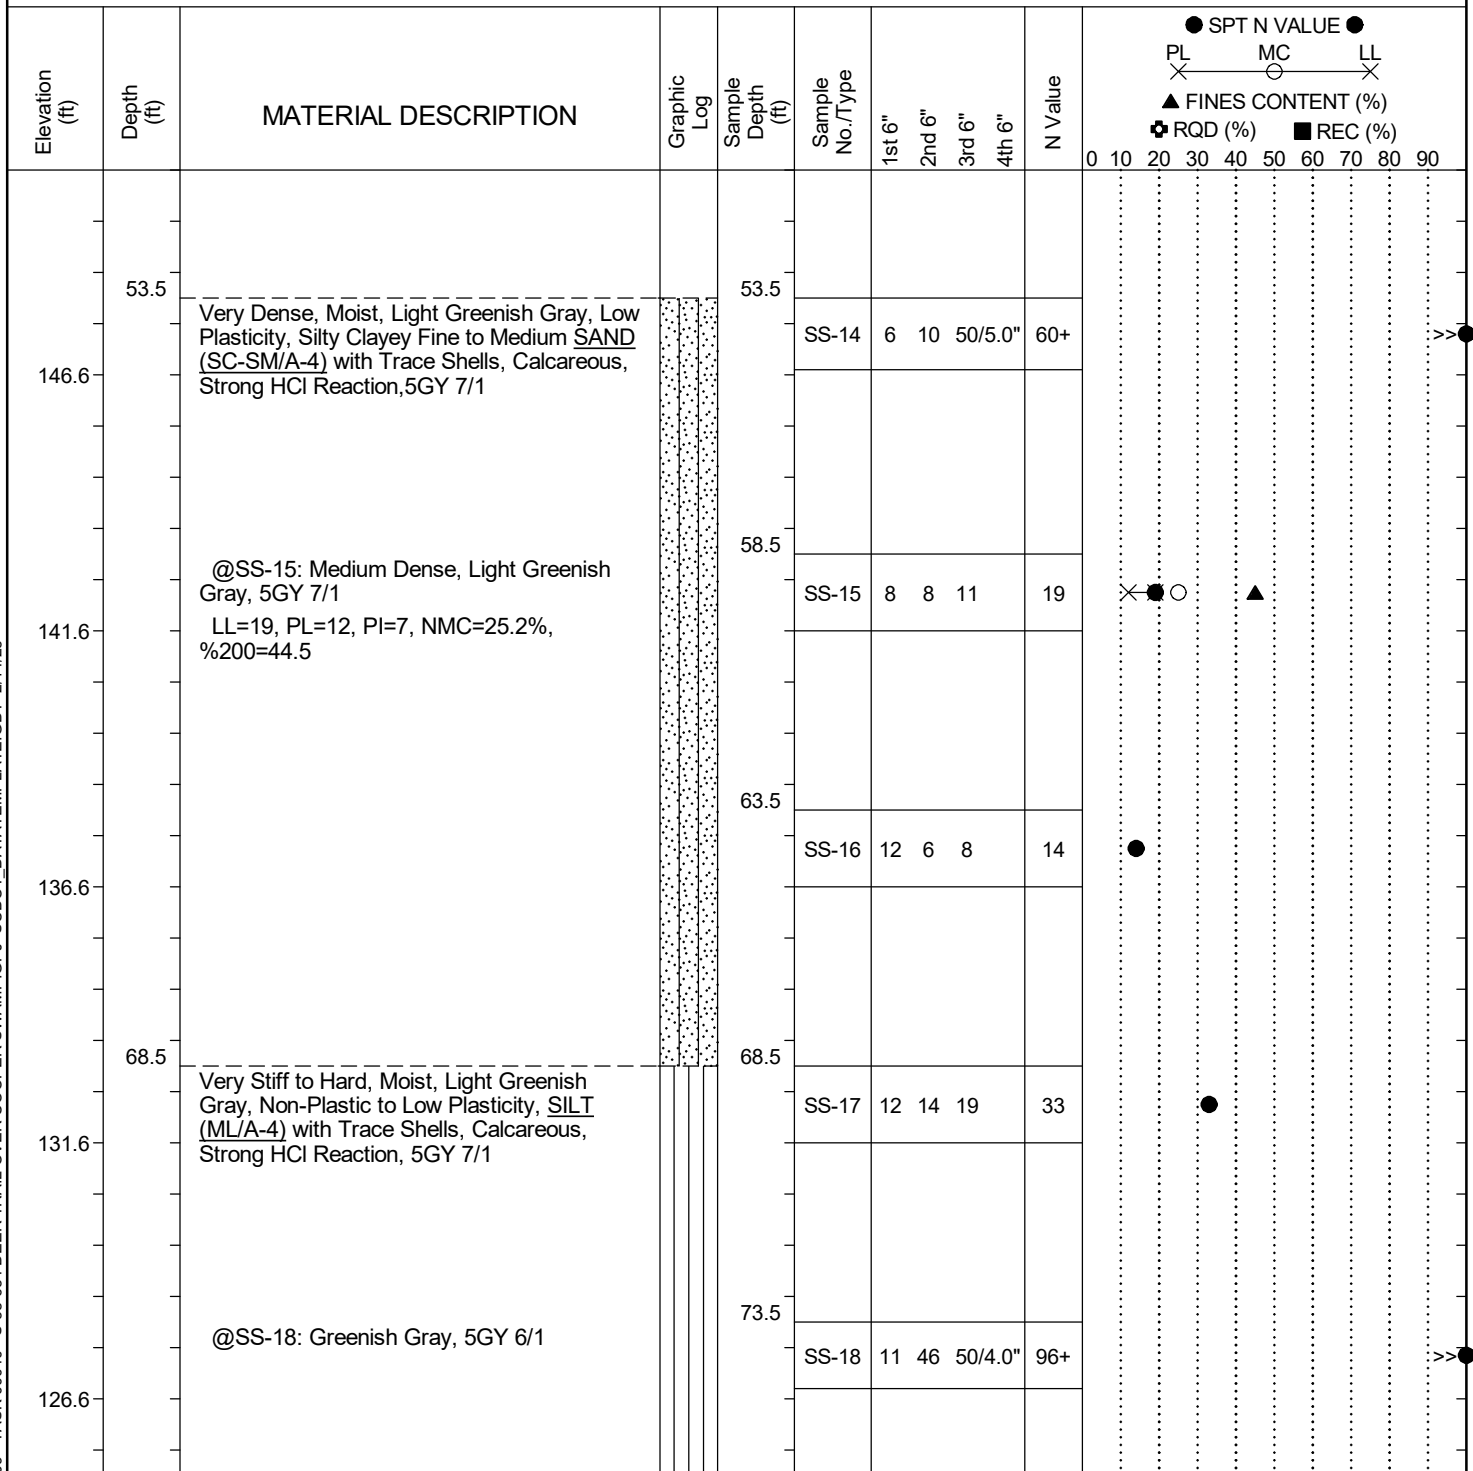 ● SPT N VALUE ●
PL MC LL
▲ FINES CONTENT (%)
RQD (%) ■ REC (%)
0 10 20 30 40 50 60 70 80 90
Elevation (ft)
Depth (ft)
MATERIAL DESCRIPTION
Graphic Log
Sample Depth (ft)
Sample No./Type
1st 6"
2nd 6"
3rd 6"
4th 6"
N Value
53.5 53.5
Very Dense, Moist, Light Greenish Gray, Low
Plasticity, Silty Clayey Fine to Medium SAND
(SC-SM/A-4) with Trace Shells, Calcareous,
Strong HCl Reaction,5GY 7/1
SS-14 6 10 50/5.0" 60+ >>
146.6
58.5
@SS-15: Medium Dense, Light Greenish
Gray, 5GY 7/1
LL=19, PL=12, PI=7, NMC=25.2%,
%200=44.5
SS-15 8 8 11 19
141.6
63.5
SS-16 12 6 8 14
136.6
68.5 68.5
Very Stiff to Hard, Moist, Light Greenish
Gray, Non-Plastic to Low Plasticity, SILT
(ML/A-4) with Trace Shells, Calcareous,
Strong HCl Reaction, 5GY 7/1
SS-17 12 14 19 33
131.6
73.5
@SS-18: Greenish Gray, 5GY 6/1
SS-18 11 46 50/4.0" 96+ >>
126.6